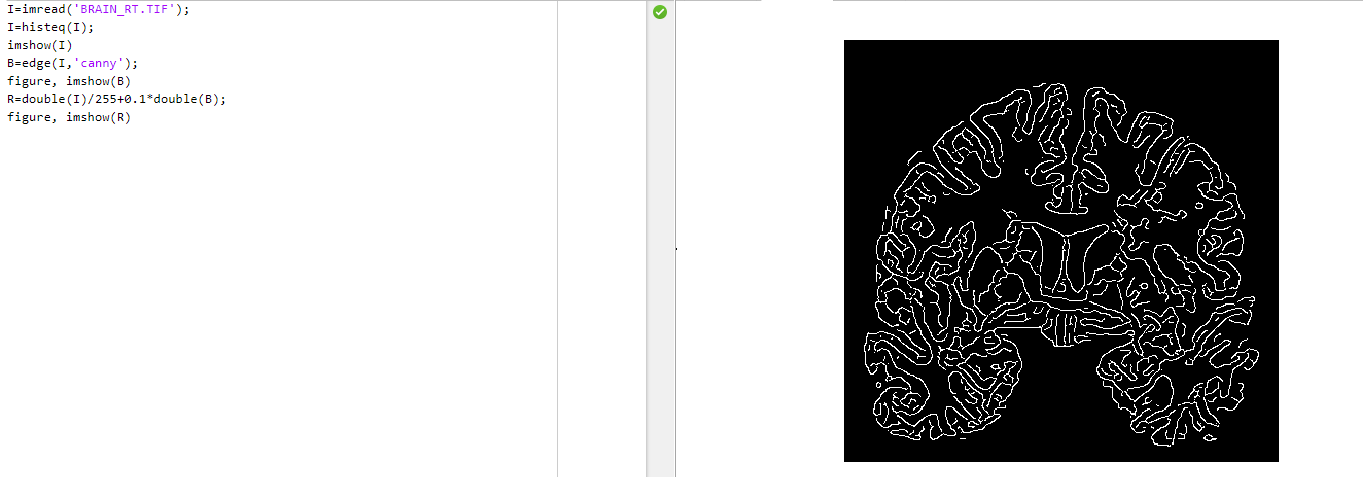 I=imread('BRAIN_RT.TIF');
I=histeq(I);
imshow(I)
B=edge(I,'canny');
figure, imshow(B)
R=double(I)/255+0.1*double(B);
figure, imshow(R)